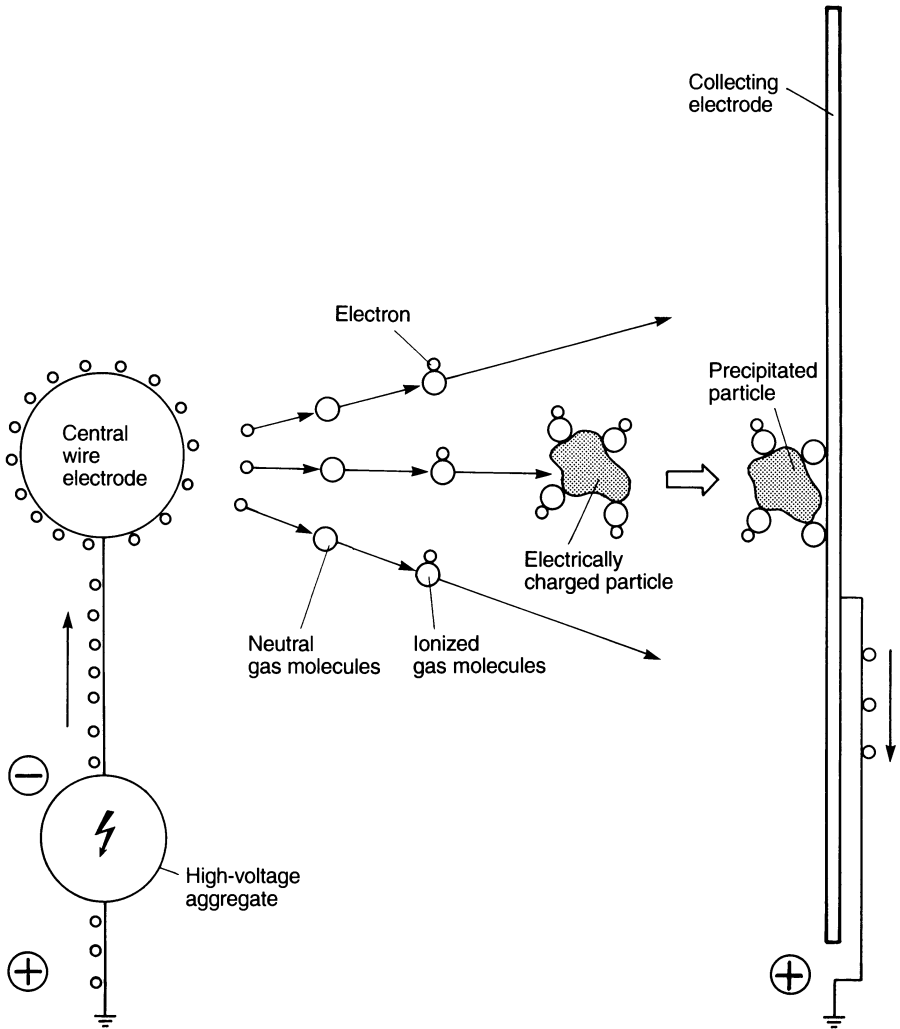 Collecting
electrode
Electron
Precipitated
particle
Central
wire
electrode
Electrically
charged particle
Neutral
gas molecules
Ionized
gas molecules
−
High-voltage
aggregate
+
+